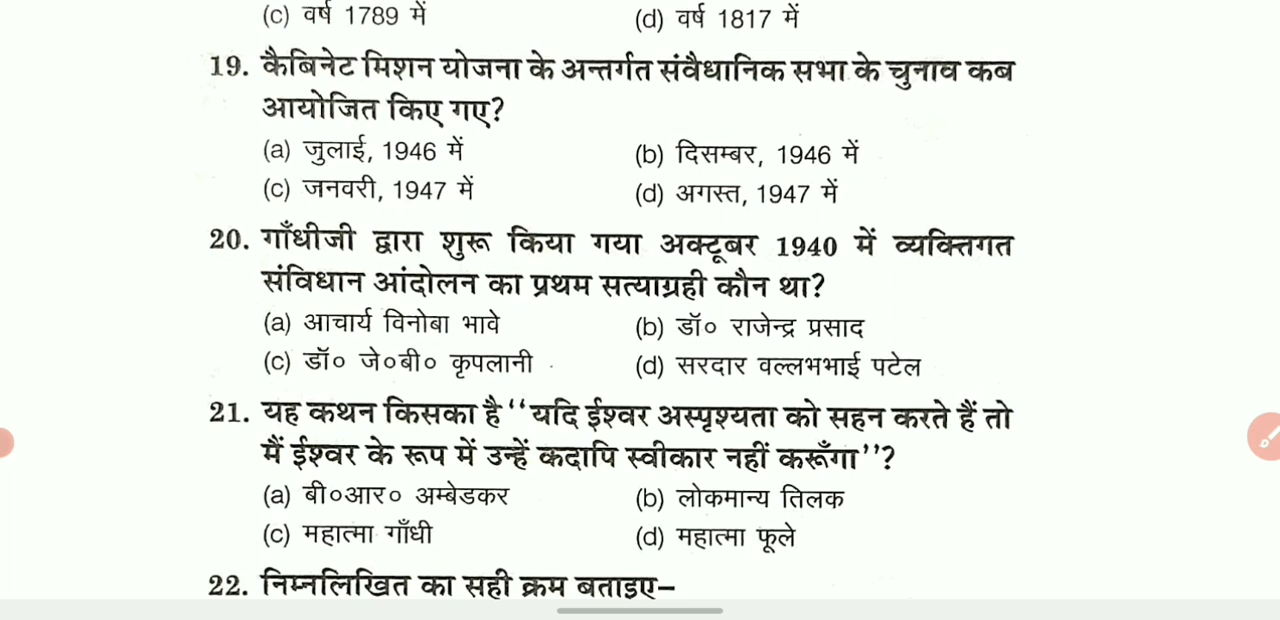 (c) वर्ष 1789 में (d) वर्ष 1817 में
19. कैबिनेट मिशन योजना के अन्तर्गत संवैधानिक सभा के चुनाव कब
आयोजित किए गए?
(a) जुलाई, 1946 में (b) दिसम्बर, 1946 में
(c) जनवरी, 1947 में (d) अगस्त, 1947 में
20. गाँधीजी द्वारा शुरू किया गया अक्टूबर 1940 में व्यक्तिगत
संविधान आंदोलन का प्रथम सत्याग्रही कौन था?
(a) आचार्य विनोबा भावे (b) डॉ० राजेन्द्र प्रसाद
(c) डॉ० जे०बी० कृपलानी (d) सरदार वल्लभभाई पटेल
21. यह कथन किसका है ‘‘यदि ईश्वर अस्पृश्यता को सहन करते हैं तो
मैं ईश्वर के रूप में उन्हें कदापि स्वीकार नहीं करूँगा’’?
(a) बी०आर० अम्बेडकर (b) लोकमान्य तिलक
(c) महात्मा गाँधी (d) महात्मा फूले
22. निम्नलिखित का सही क्रम बताइए–